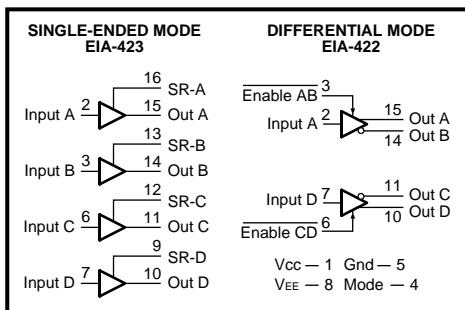 SINGLE-ENDED MODE
EIA-423
16
SR-A
Input A 2 15 Out A
13
SR-B
Input B 3 14 Out B
12
SR-C
Input C 6 11 Out C
9
SR-D
Input D 7 10 Out D
DIFFERENTIAL MODE
EIA-422
Enable AB 3
Input A 2 15 Out A
14 Out B
Input D 7 11 Out C
10 Out D
Enable CD 6
VCC — 1 Gnd — 5
VEE — 8 Mode — 4